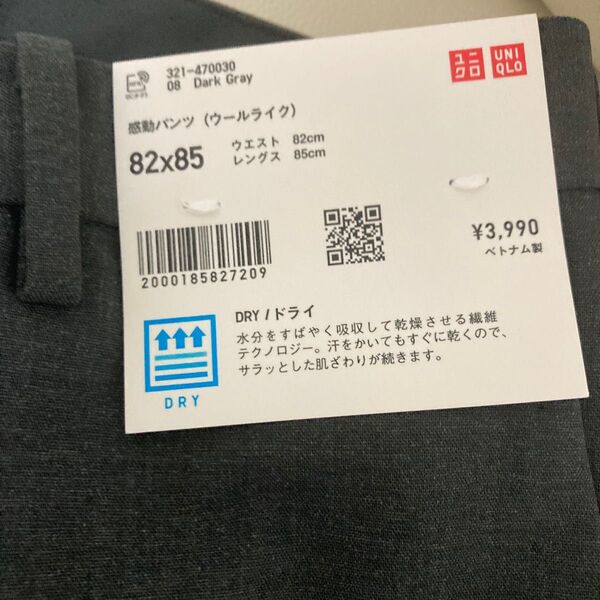 321-470030
08 Dark Gray
ユニ
クロ
UNI
QLO
感動パンツ（ウールライク）
82x85
ウエスト 82cm
レングス 85cm
¥3,990
ベトナム製
2000185827209
DRY / ドライ
水分をすばやく吸収して乾燥させる繊維
テクノロジー。汗をかいてもすぐに乾くので、
サラッとした肌ざわりが続きます。
DRY